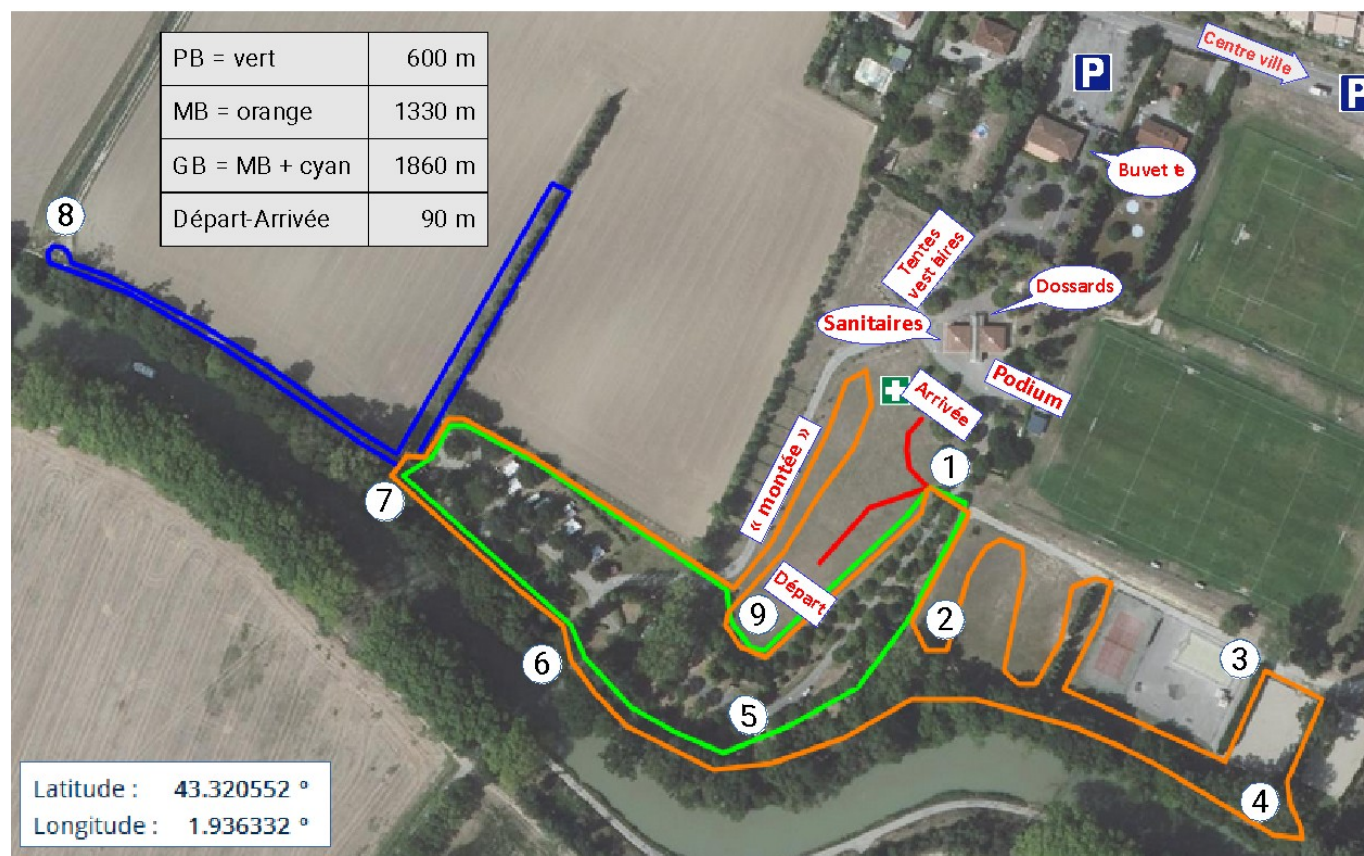 PB = vert 600 m
MB = orange 1330 m
GB = MB + cyan 1860 m
Départ-Arrivée 90 m
Centre ville
P
P
Buvet te
Tentes
vest iaires
Dossards
Sanitaires
Podium
Arrivée
« montée »
Départ
1
2
3
4
5
6
7
8
9
Latitude : 43.320552 °
Longitude : 1.936332 °